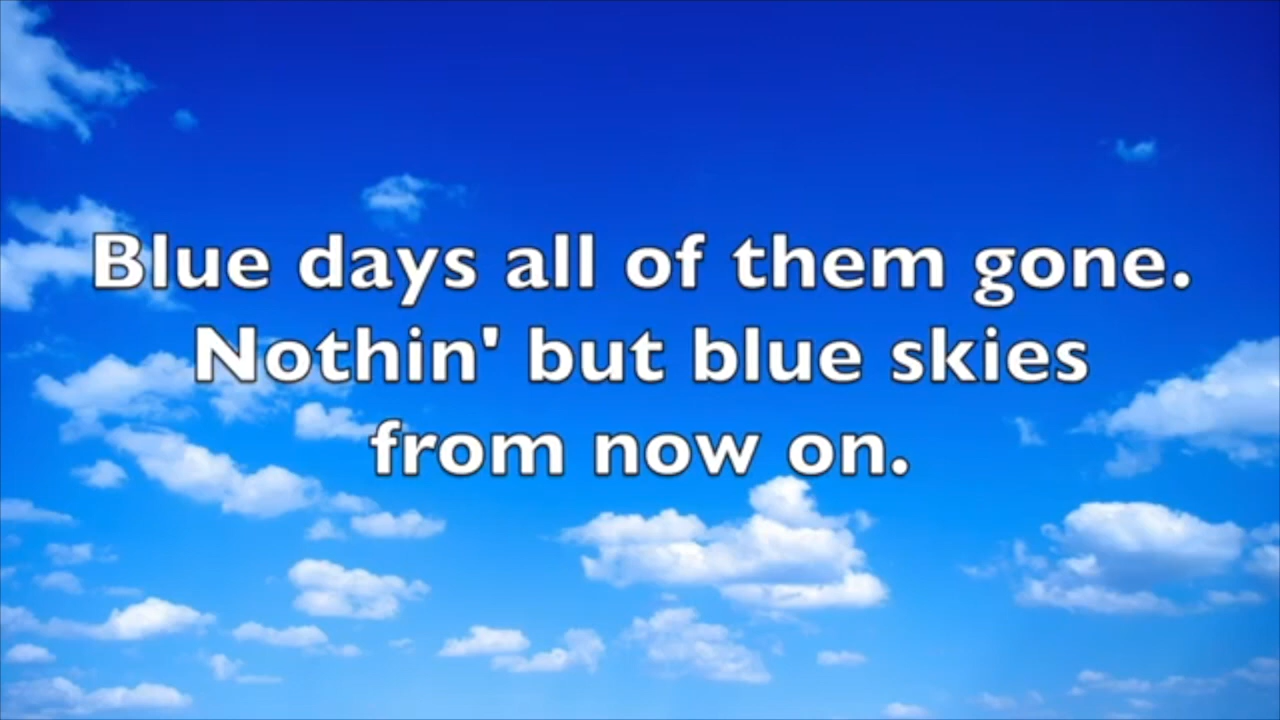 Blue days all of them gone.
Nothin' but blue skies
from now on.